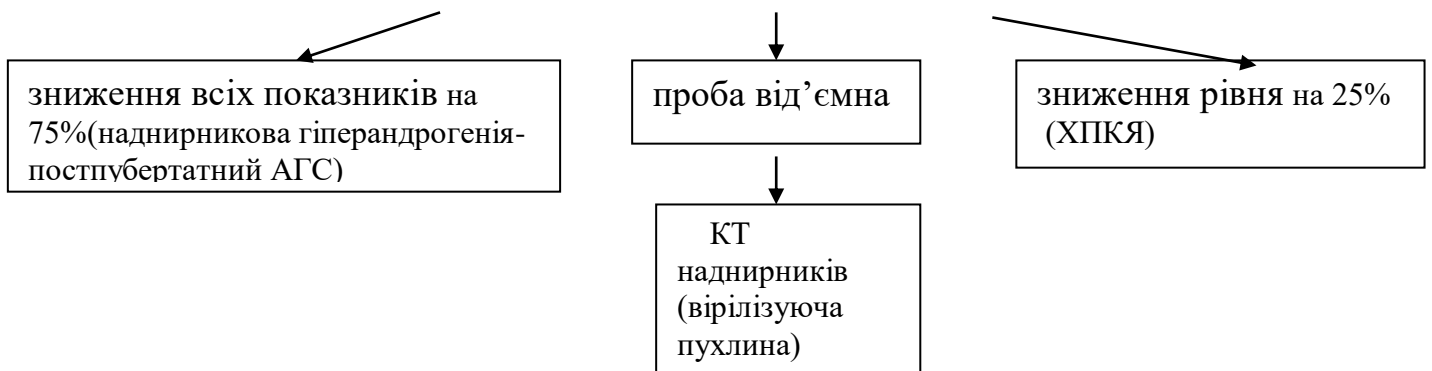 зниження всіх показників на
75%(наднирникова гіперандрогенія-
постпубертатний АГС)
проба від’ємна
зниження рівня на 25%
(ХПКЯ)
КТ
наднирників
(вірілізуюча
пухлина)